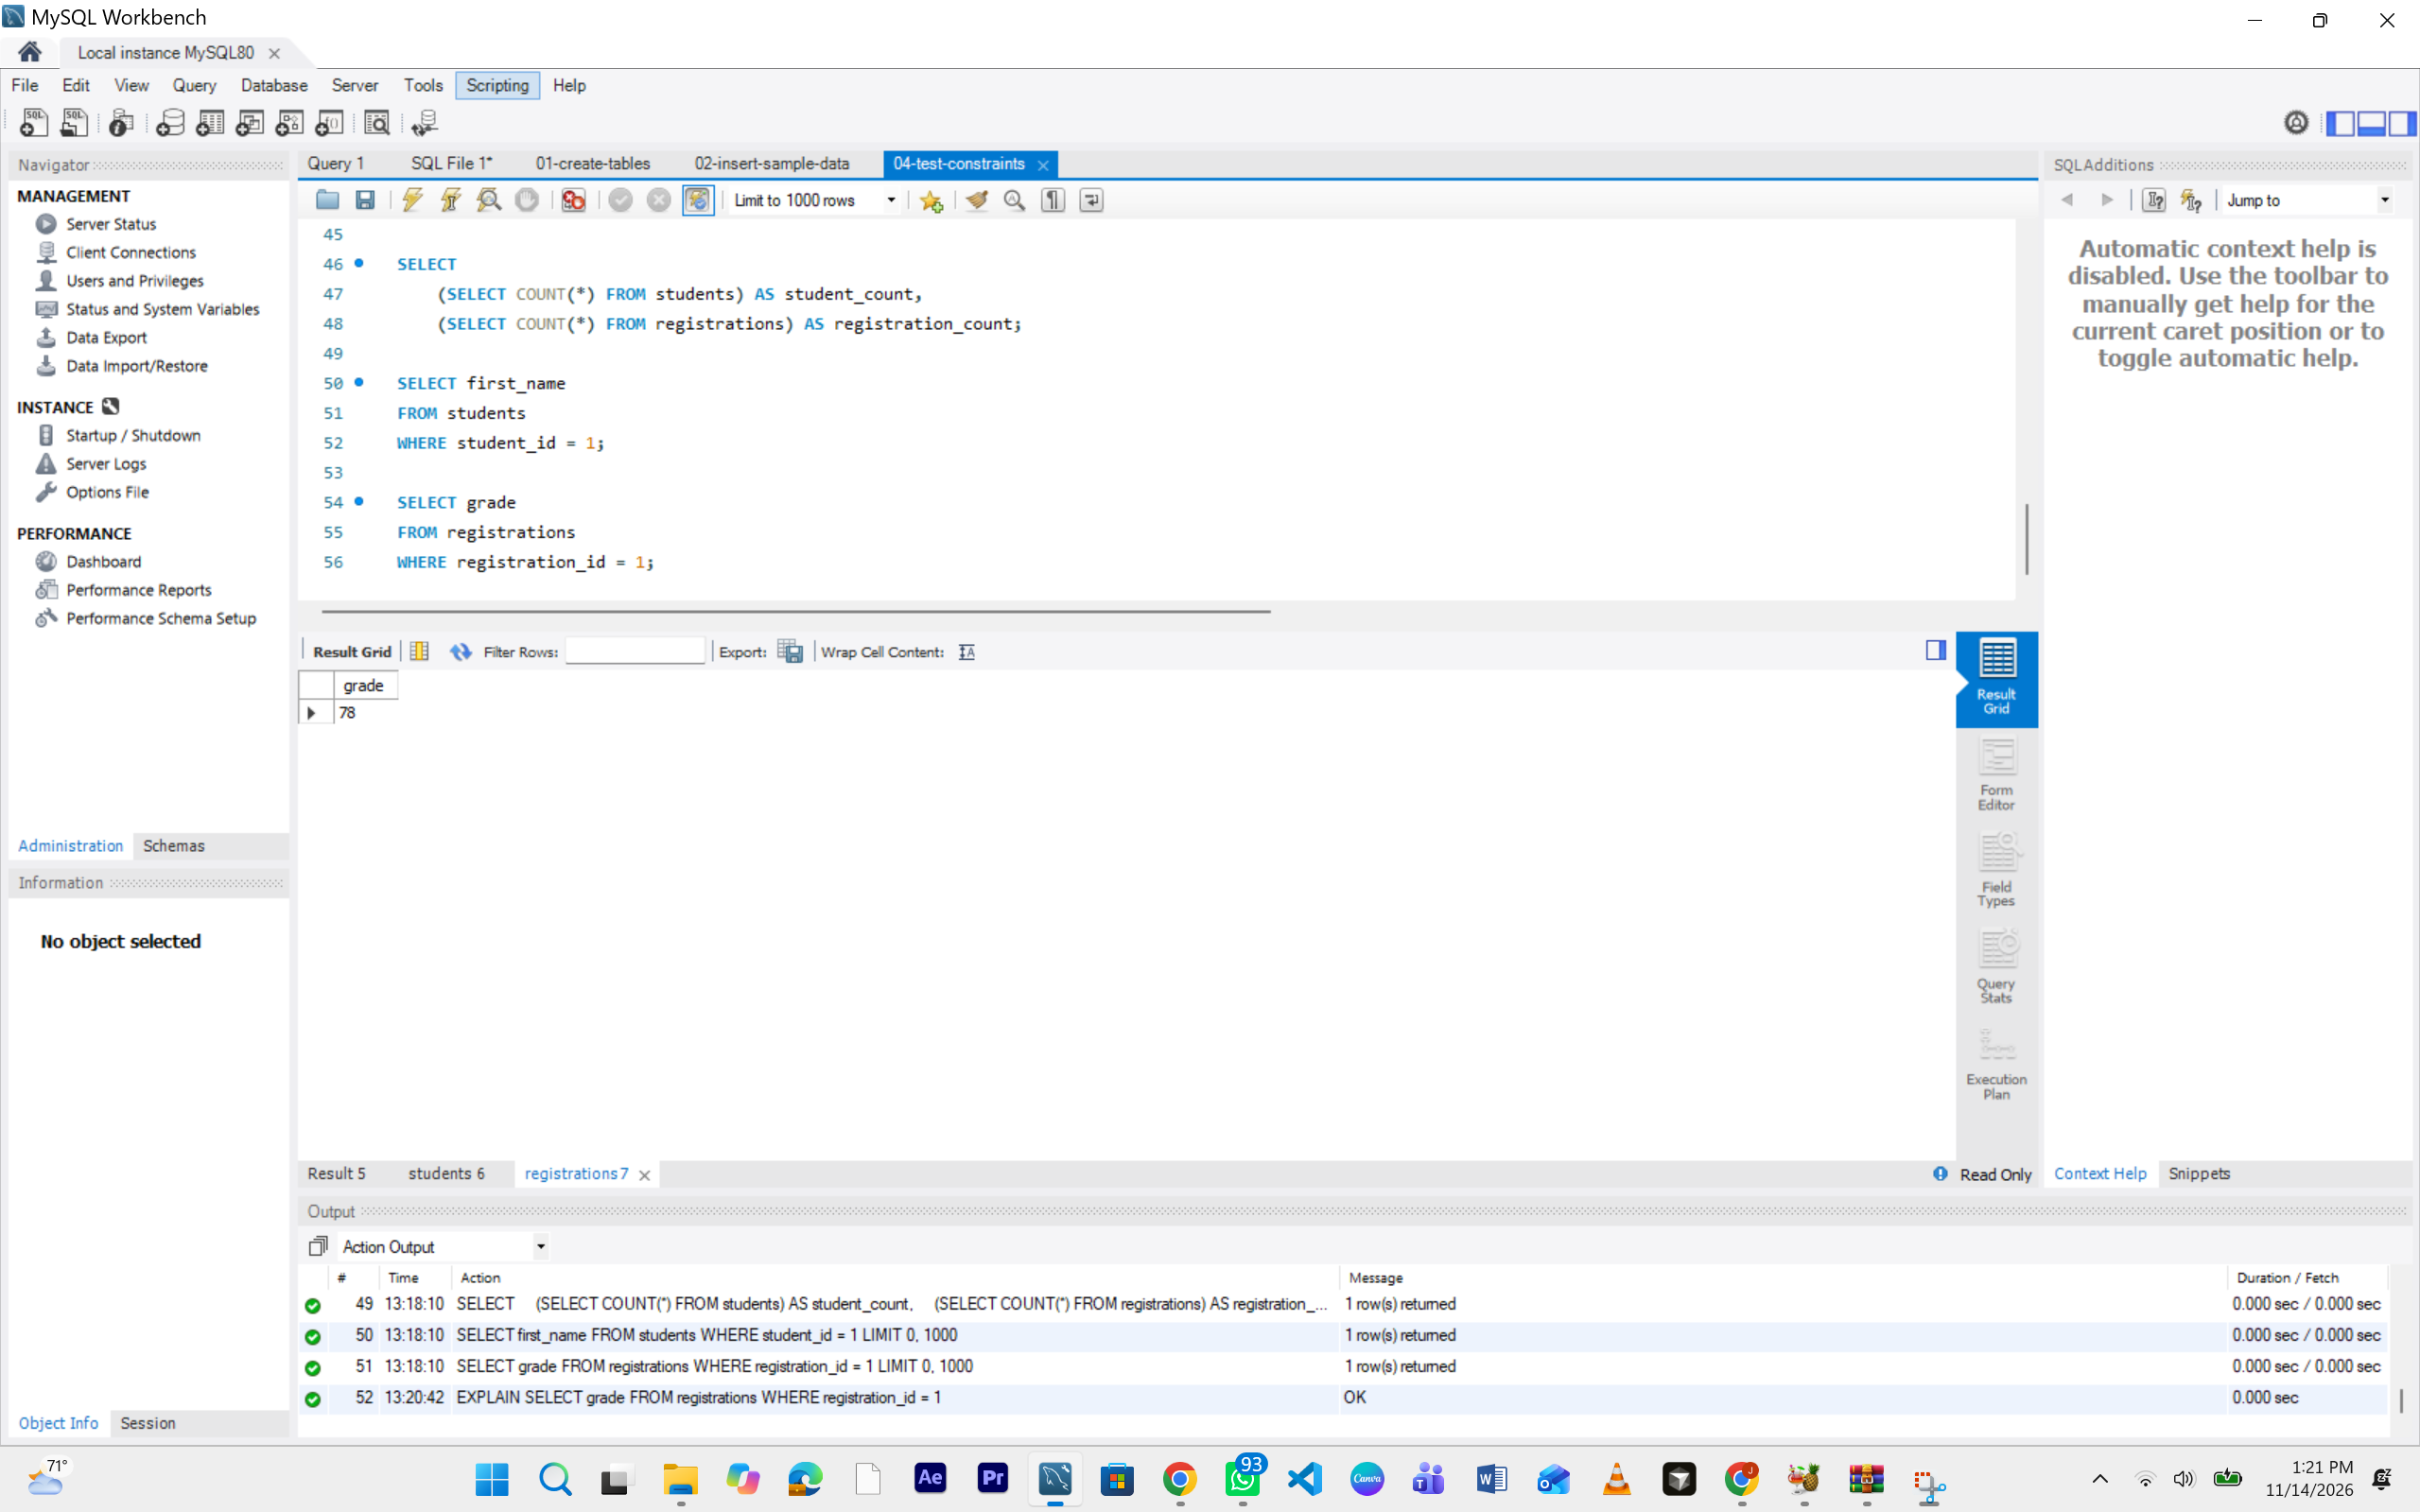 MySQL Workbench
Local instance MySQL80
File Edit View Query Database Server Tools Scripting Help
Navigator
MANAGEMENT
Server Status
Client Connections
Users and Privileges
Status and System Variables
Data Export
Data Import/Restore
INSTANCE
Startup / Shutdown
Server Logs
Options File
PERFORMANCE
Dashboard
Performance Reports
Performance Schema Setup
Administration Schemas
Information
No object selected
Object Info Session
Query 1 SQL File 1* 01-create-tables 02-insert-sample-data 04-test-constraints
Limit to 1000 rows
45
46 SELECT
47 (SELECT COUNT(*) FROM students) AS student_count,
48 (SELECT COUNT(*) FROM registrations) AS registration_count;
49
50 SELECT first_name
51 FROM students
52 WHERE student_id = 1;
53
54 SELECT grade
55 FROM registrations
56 WHERE registration_id = 1;
Result Grid Filter Rows: Export: Wrap Cell Content:
grade
78
Result Grid
Form Editor
Field Types
Query Stats
Execution Plan
Result 5 students 6 registrations 7
Read Only
SQLAdditions
Jump to
Automatic context help is
disabled. Use the toolbar to
manually get help for the
current caret position or to
toggle automatic help.
Context Help Snippets
Output
Action Output
# Time Action Message Duration / Fetch
49 13:18:10 SELECT (SELECT COUNT(*) FROM students) AS student_count, (SELECT COUNT(*) FROM registrations) AS registration_... 1 row(s) returned 0.000 sec / 0.000 sec
50 13:18:10 SELECT first_name FROM students WHERE student_id = 1 LIMIT 0, 1000 1 row(s) returned 0.000 sec / 0.000 sec
51 13:18:10 SELECT grade FROM registrations WHERE registration_id = 1 LIMIT 0, 1000 1 row(s) returned 0.000 sec / 0.000 sec
52 13:20:42 EXPLAIN SELECT grade FROM registrations WHERE registration_id = 1 OK 0.000 sec
71°
Ae
Pr
93
Canva
1:21 PM
11/14/2026